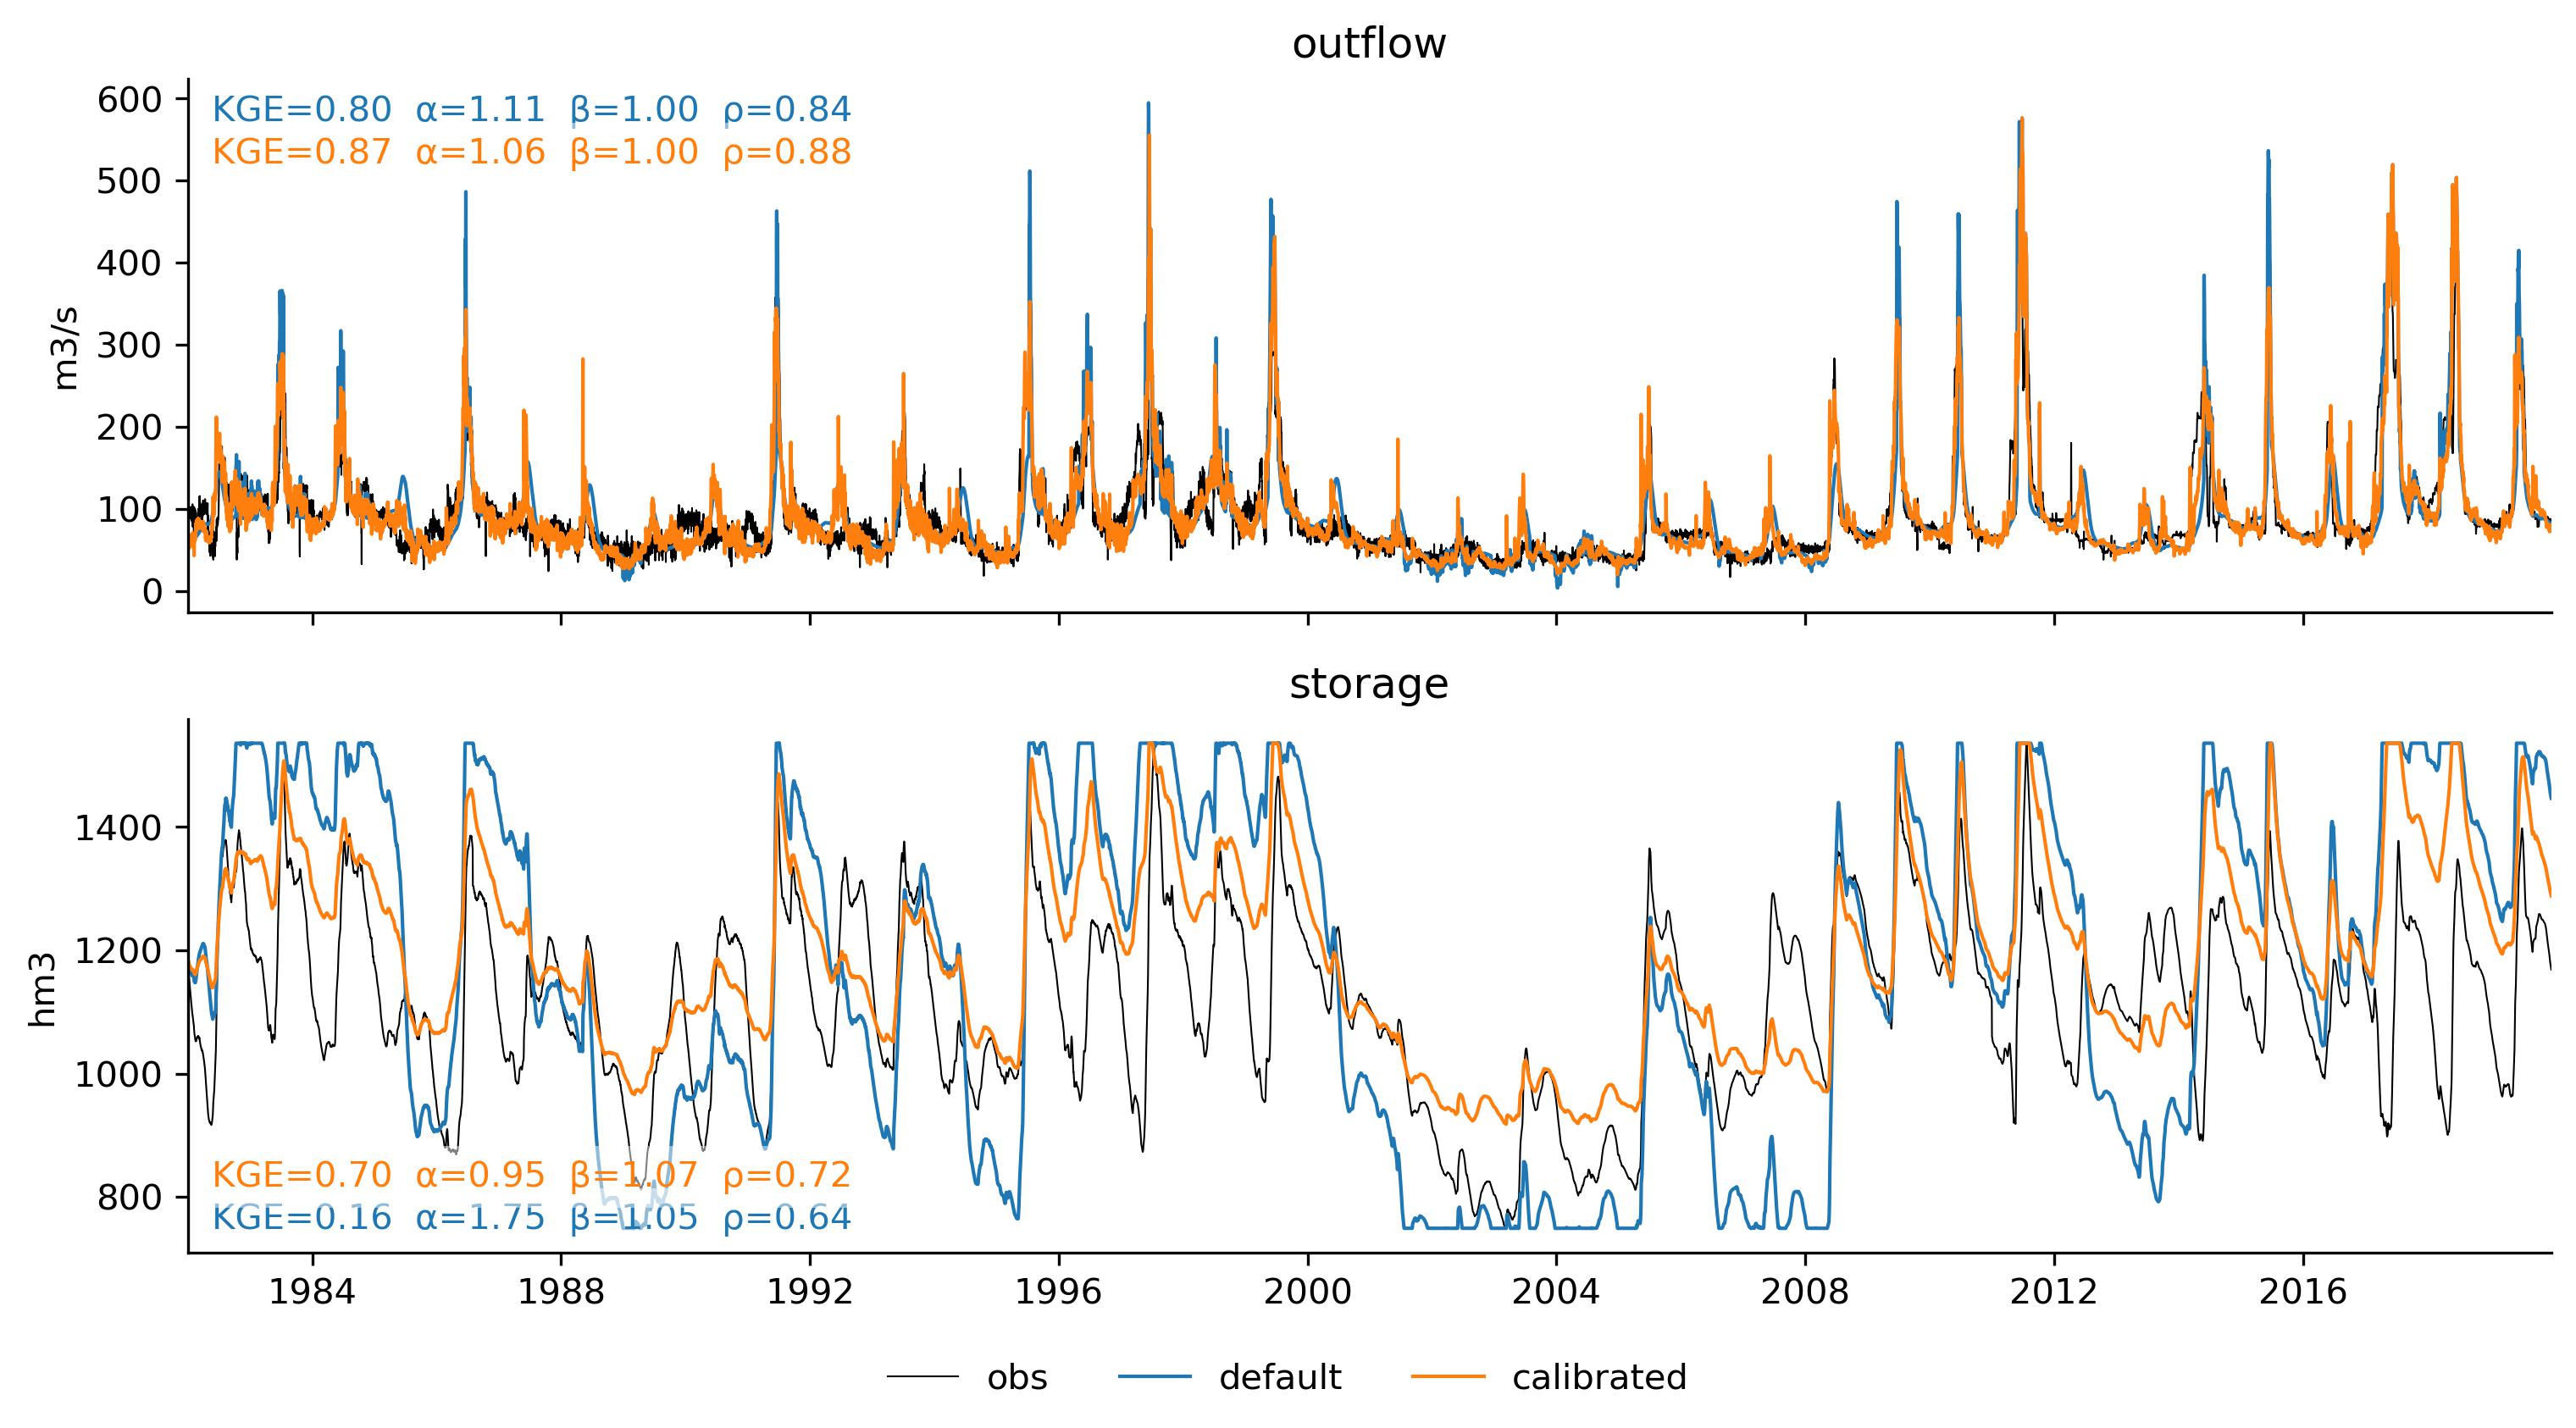 outflow
600
500
400
300
200
100
0
m3/s
KGE=0.80 α=1.11 β=1.00 ρ=0.84
KGE=0.87 α=1.06 β=1.00 ρ=0.88
storage
1400
1200
1000
800
hm3
KGE=0.70 α=0.95 β=1.07 ρ=0.72
KGE=0.16 α=1.75 β=1.05 ρ=0.64
1984 1988 1992 1996 2000 2004 2008 2012 2016
obs default calibrated